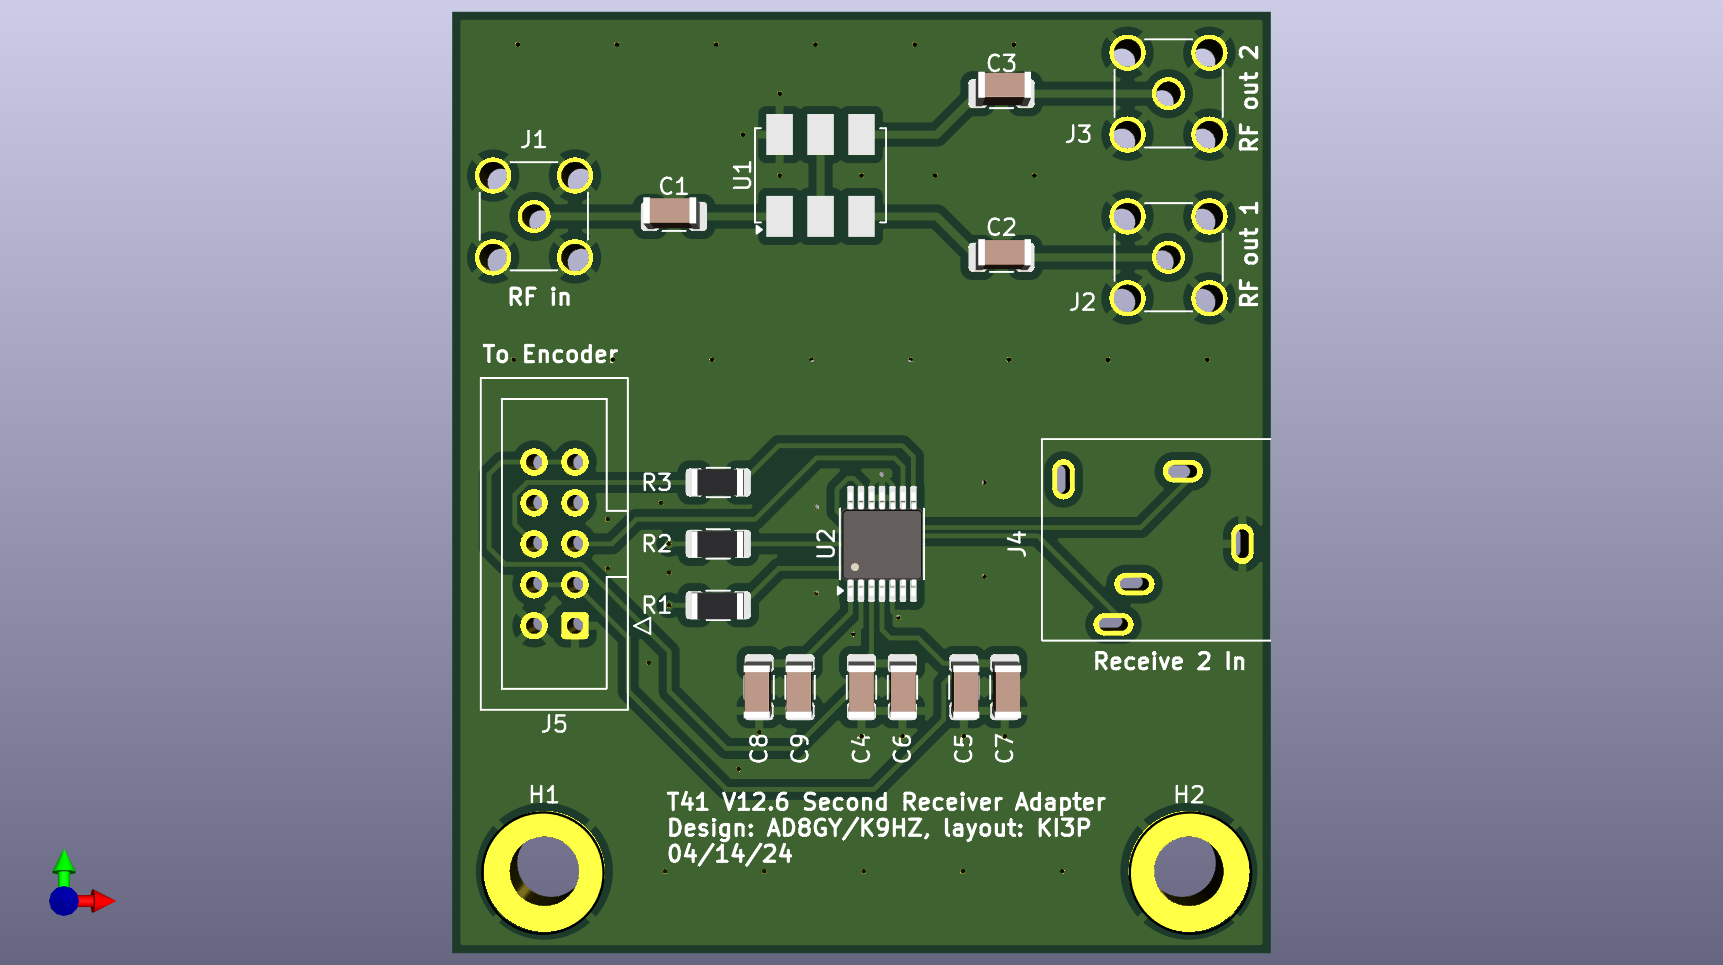 C3
RF out 2
J3
J1
U1
C1
RF in
C2
RF out 1
J2
To Encoder
R3
R2
R1
U2
J4
Receive 2 In
J5
C8
C9
C4
C6
C5
C7
H1
H2
T41 V12.6 Second Receiver Adapter
Design: AD8GY/K9HZ, layout: KI3P
04/14/24